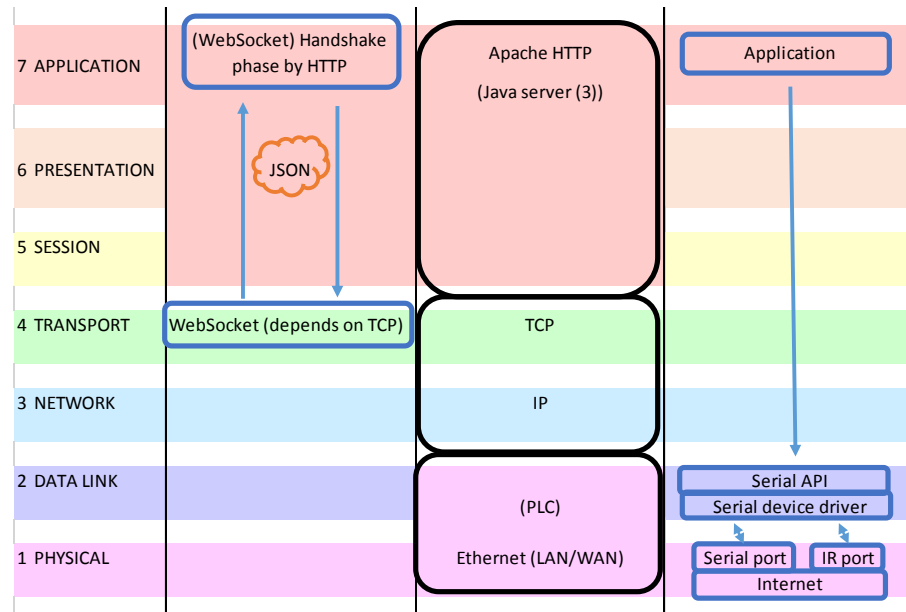 7 APPLICATION
(WebSocket) Handshake
phase by HTTP
Apache HTTP
(Java server (3))
Application
6 PRESENTATION
JSON
5 SESSION
4 TRANSPORT
WebSocket (depends on TCP)
TCP
3 NETWORK
IP
2 DATA LINK
(PLC)
Serial API
Serial device driver
1 PHYSICAL
Ethernet (LAN/WAN)
Serial port
IR port
Internet